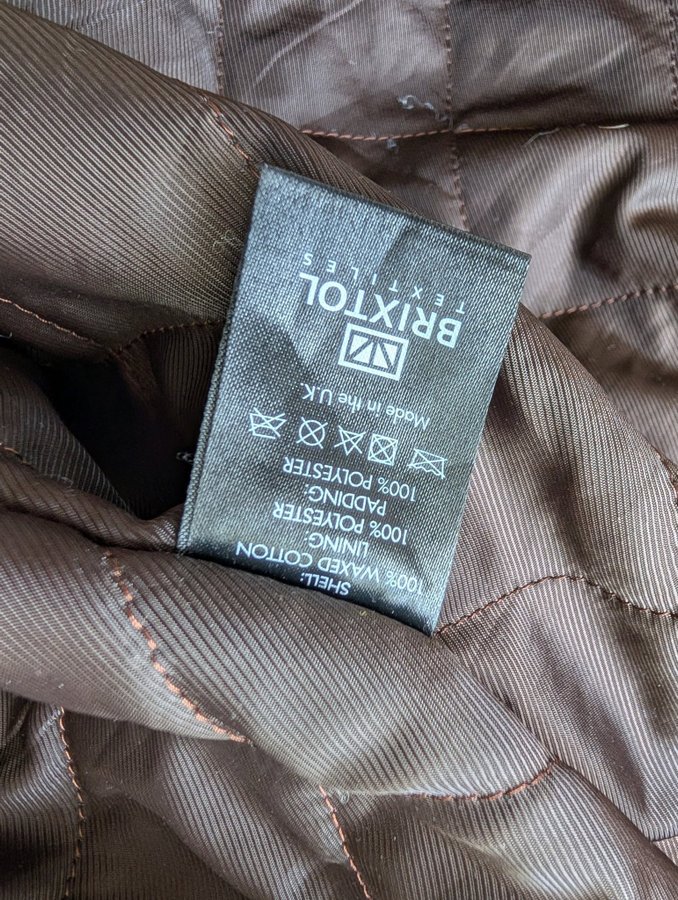 SHELL:
100% WAXED COTTON
LINING:
100% POLYESTER
PADDING:
100% POLYESTER
Made in the U.K.
BRIXTOL
TEXTILES